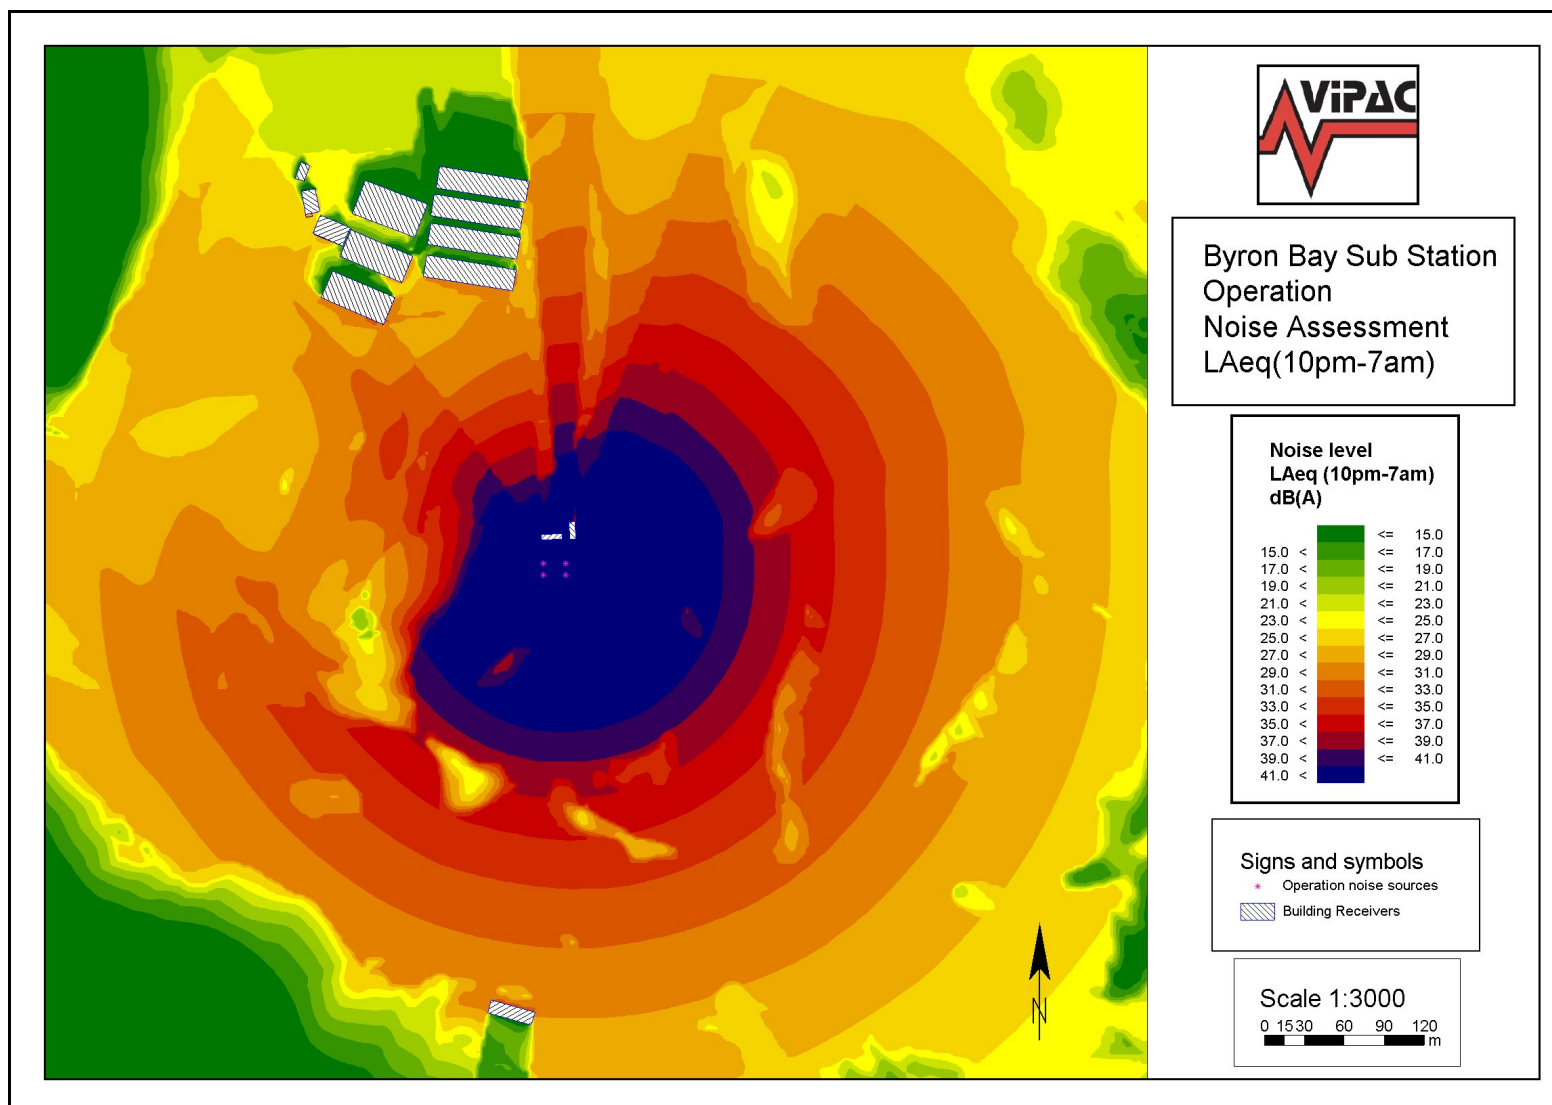 ViPAC
Byron Bay Sub Station
Operation
Noise Assessment
LAeq(10pm-7am)
Noise level
LAeq (10pm-7am)
dB(A)
<= 15.0
15.0 < <= 17.0
17.0 < <= 19.0
19.0 < <= 21.0
21.0 < <= 23.0
23.0 < <= 25.0
25.0 < <= 27.0
27.0 < <= 29.0
29.0 < <= 31.0
31.0 < <= 33.0
33.0 < <= 35.0
35.0 < <= 37.0
37.0 < <= 39.0
39.0 < <= 41.0
41.0 <
Signs and symbols
Operation noise sources
Building Receivers
N
Scale 1:3000
0 15 30 60 90 120
m